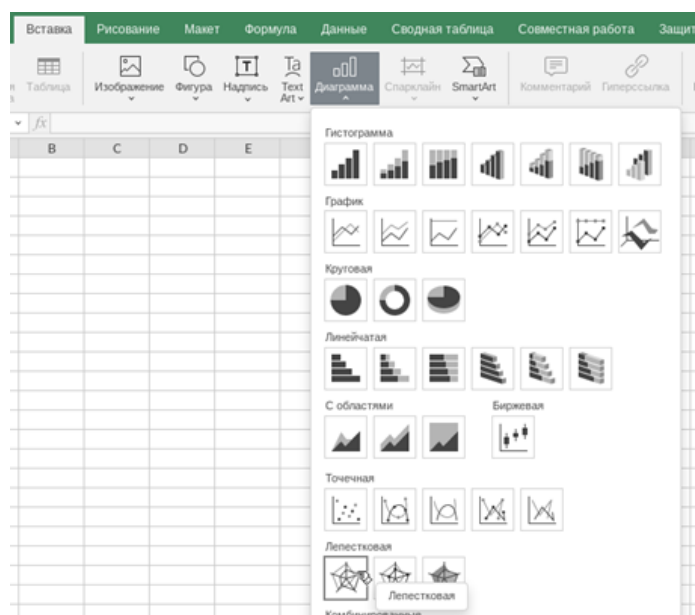 Вставка Рисование Макет Формула Данные Сводная таблица Совместная работа
Таблица Изображение Фигура Надпись Text Art Диаграмма Спарклайн SmartArt Комментарий Гиперссылка
fx
B C D E
Гистограмма
График
Круговая
Линейчатая
С областями Биржевая
Точечная
Лепестковая
Лепестковая